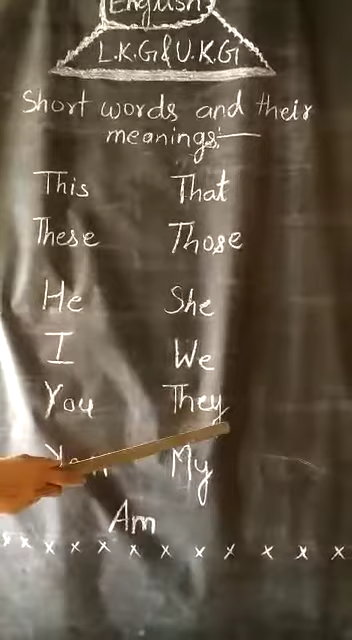 English
L.K.G & U.K.G
Short words and their
meanings:—
This That
These Those
He She
I We
You They
My
Am
x x x x x x x x x x x x x